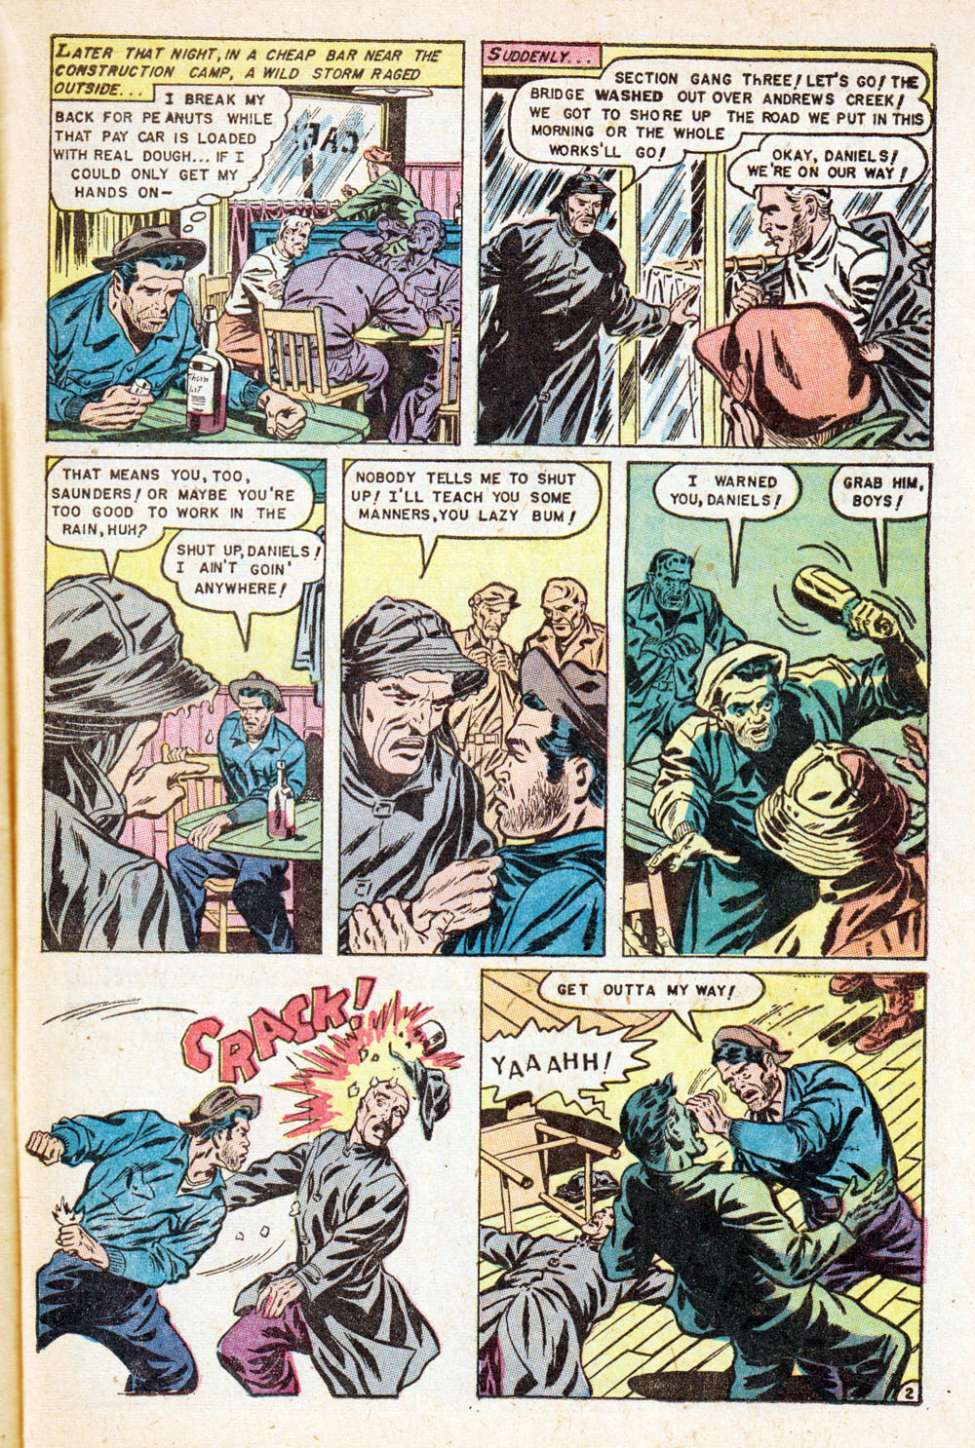 LATER THAT NIGHT, IN A CHEAP BAR NEAR THE
CONSTRUCTION CAMP, A WILD STORM RAGED
OUTSIDE...
I BREAK MY
BACK FOR PEANUTS WHILE
THAT PAY CAR IS LOADED
WITH REAL DOUGH... IF I
COULD ONLY GET MY
HANDS ON-
SUDDENLY...
SECTION GANG THREE! LET'S GO! THE
BRIDGE WASHED OUT OVER ANDREWS CREEK!
WE GOT TO SHORE UP THE ROAD WE PUT IN THIS
MORNING OR THE WHOLE
WORKS'LL GO!
OKAY, DANIELS!
WE'RE ON OUR WAY!
THAT MEANS YOU, TOO,
SAUNDERS! OR MAYBE YOU'RE
TOO GOOD TO WORK IN THE
RAIN, HUH?
SHUT UP, DANIELS!
I AIN'T GOIN'
ANYWHERE!
NOBODY TELLS ME TO SHUT
UP! I'LL TEACH YOU SOME
MANNERS, YOU LAZY BUM!
I WARNED
YOU, DANIELS!
GRAB HIM,
BOYS!
CRACK!
GET OUTTA MY WAY!
YAAAHH!
2